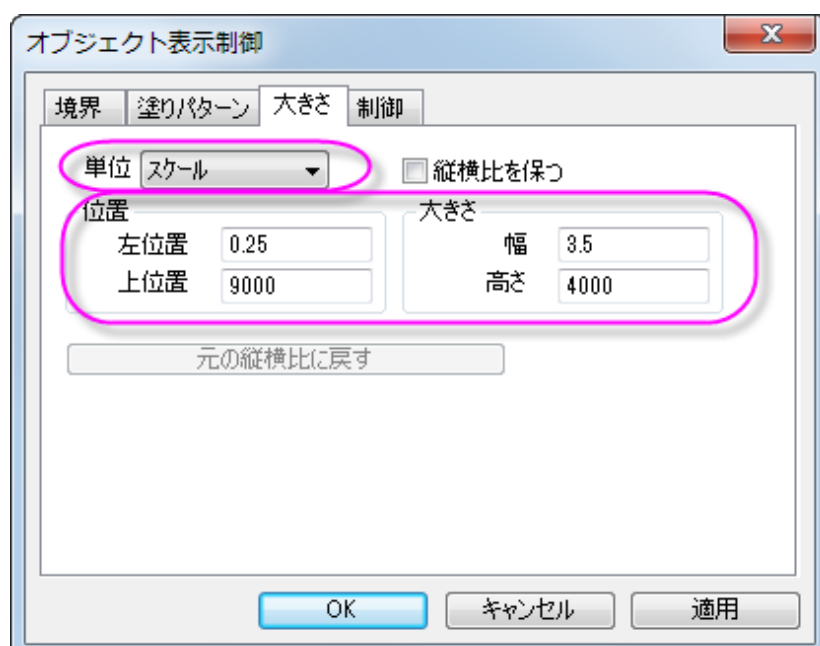 オブジェクト表示制御
境界 塗りパターン 大きさ 制御
単位 スケール 縦横比を保つ
位置 大きさ
左位置 0.25 幅 3.5
上位置 9000 高さ 4000
元の縦横比に戻す
OK キャンセル 適用